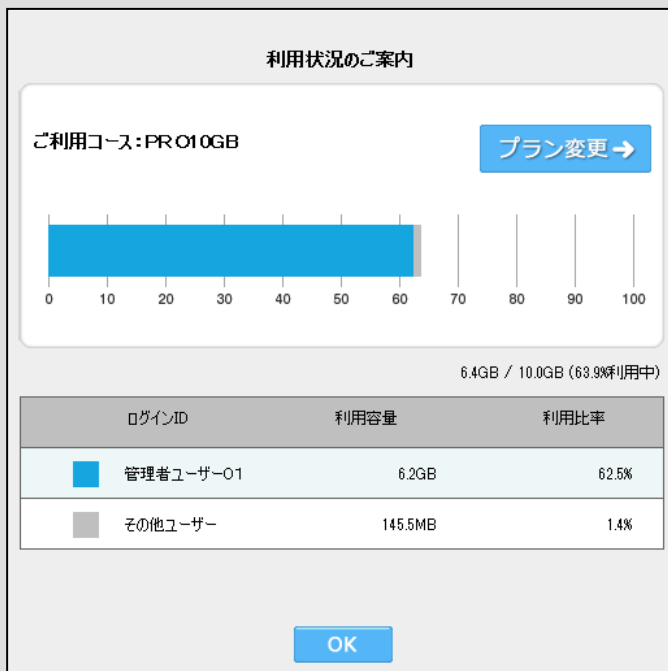 利用状況のご案内
ご利用コース：PRO10GB
プラン変更→
0 10 20 30 40 50 60 70 80 90 100
6.4GB / 10.0GB (63.9%利用中)
ログインID 利用容量 利用比率
管理者ユーザー01 6.2GB 62.5%
その他ユーザー 145.5MB 1.4%
OK